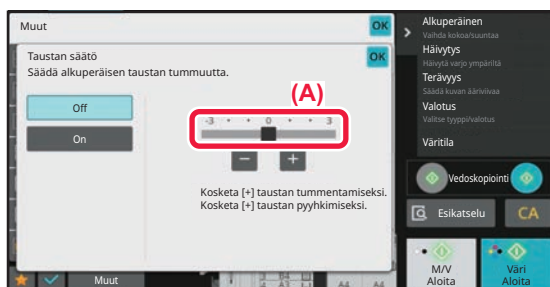 Muut
OK
Taustan säätö
OK
Säädä alkuperäisen taustan tummuutta.
(A)
Off
On
-3 • • 0 • • 3
− +
Kosketa [+] taustan tummentamiseksi.
Kosketa [+] taustan pyyhkimiseksi.
Muut
Alkuperäinen
Vaihda kokoa/suuntaa
Häivytys
Häivytä varjo ympäriltä
Terävyys
Säädä kuvan ääriviivaa
Valotus
Valitse tyyppi/valotus
Väritila
Vedoskopiointi
Esikatselu
CA
M/V
Aloita
Väri
Aloita